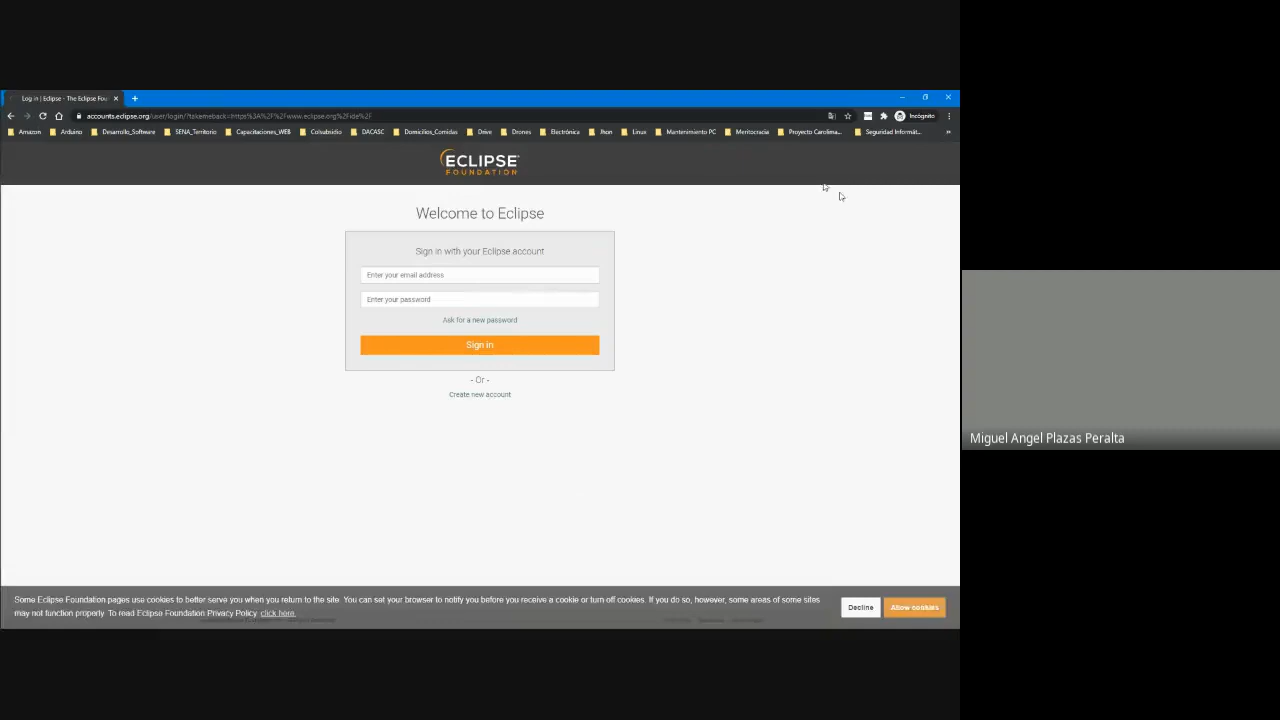 Log in | Eclipse - The Eclipse Fou
accounts.eclipse.org/user/login/?takemeback=https%3A%2F%2Fwww.eclipse.org%2Fide%2F
Incógnito
Amazon Arduino Desarrollo_Software SENA_Territorio Capacitaciones_WEB Colsubsidio DACASC Domicilios_Comidas Drive Drones Electrónica Jhon Linux Mantenimiento PC Meritocracia Proyecto Carolima... Seguridad Informát... »
ECLIPSE
FOUNDATION
Welcome to Eclipse
Sign in with your Eclipse account
Enter your email address
Enter your password
Ask for a new password
Sign in
- Or -
Create new account
Miguel Angel Plazas Peralta
Some Eclipse Foundation pages use cookies to better serve you when you return to the site. You can set your browser to notify you before you receive a cookie or turn off cookies. If you do so, however, some areas of some sites
may not function properly. To read Eclipse Foundation Privacy Policy click here.
Decline
Allow cookies